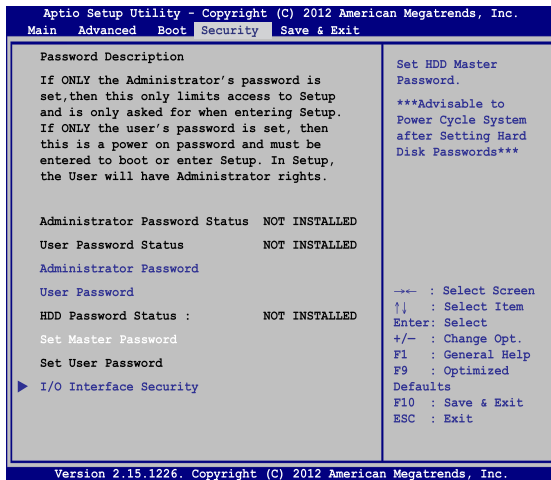 Aptio Setup Utility - Copyright (C) 2012 American Megatrends, Inc.
Main Advanced Boot Security Save & Exit
Password Description
If ONLY the Administrator's password is
set,then this only limits access to Setup
and is only asked for when entering Setup.
If ONLY the user's password is set, then
this is a power on password and must be
entered to boot or enter Setup. In Setup,
the User will have Administrator rights.
Administrator Password Status NOT INSTALLED
User Password Status NOT INSTALLED
Administrator Password
User Password
HDD Password Status : NOT INSTALLED
Set Master Password
Set User Password
I/O Interface Security
Set HDD Master
Password.
***Advisable to
Power Cycle System
after Setting Hard
Disk Passwords***
→← : Select Screen
↑↓ : Select Item
Enter: Select
+/— : Change Opt.
F1 : General Help
F9 : Optimized
Defaults
F10 : Save & Exit
ESC : Exit
Version 2.15.1226. Copyright (C) 2012 American Megatrends, Inc.